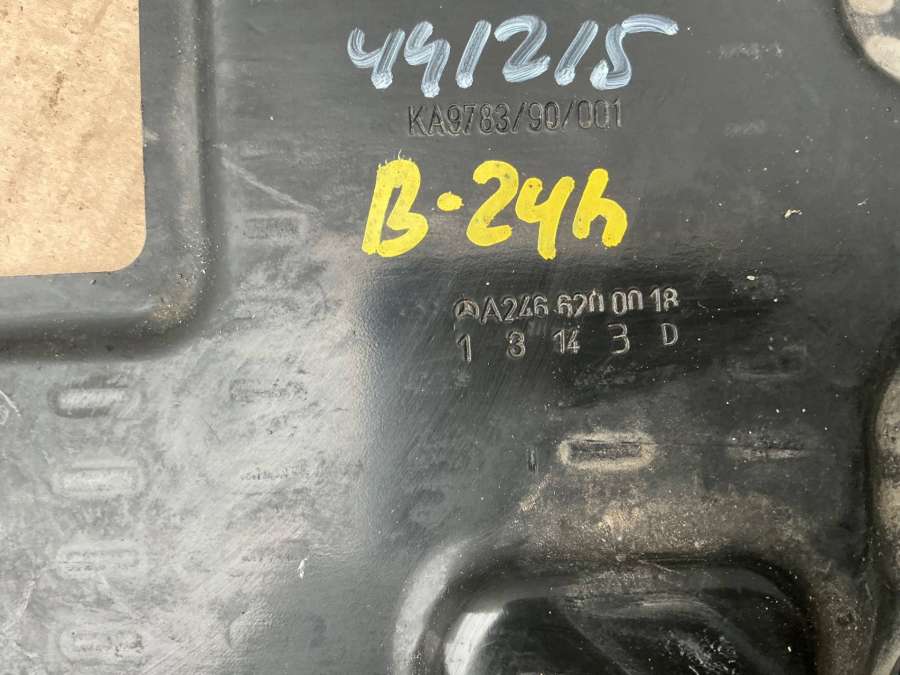 441215
KA9783/90/001
B-24h
A246 620 00 18
1 3 14 3 D